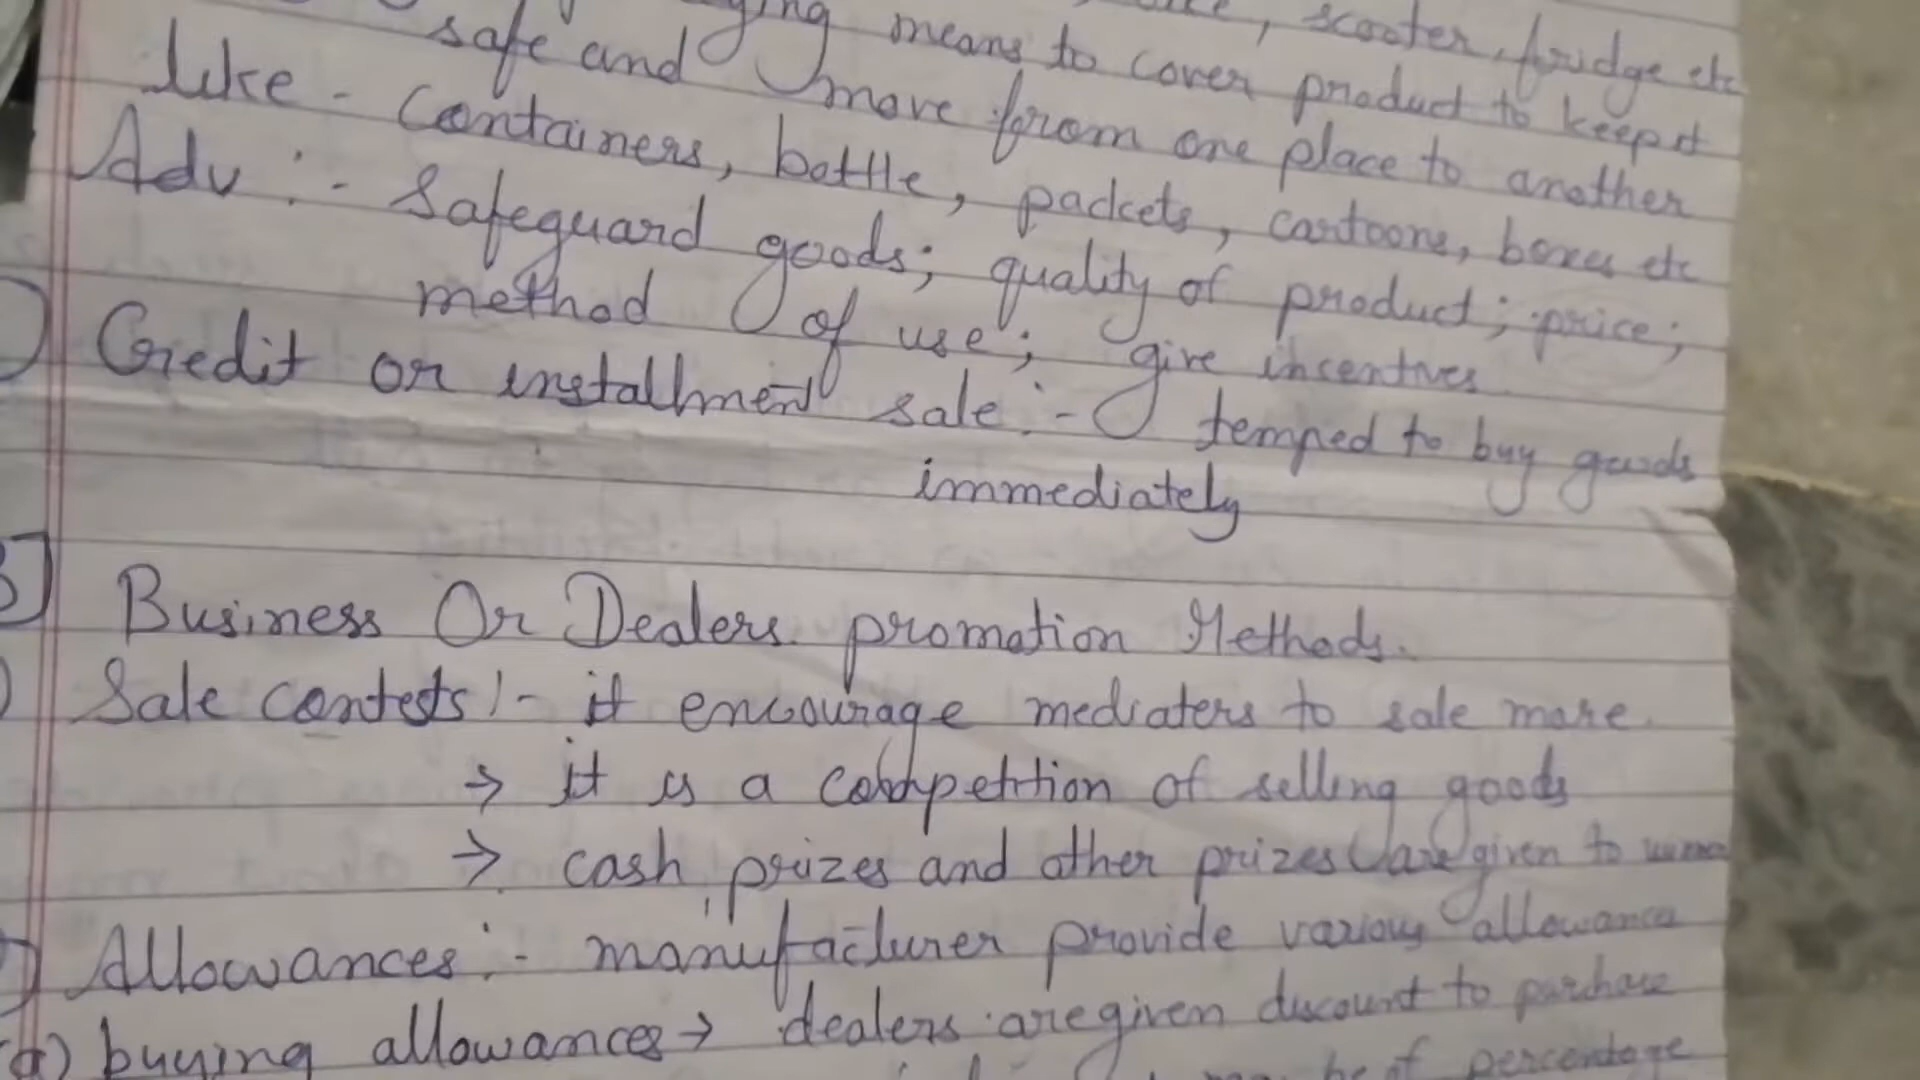 , scooter, fridge etc
means to cover product to keep it
safe and move from one place to another
like - Containers, bottle, packets, cartoons, boxes etc
Adv :- Safeguard goods; quality of product; price;
method of use; give incentives
Credit or installment sale :- temped to buy goods
immediately
B] Business Or Dealers promotion Methods.
Sale contests :- it encourage mediaters to sale more
→ it is a competition of selling goods
→ cash prizes and other prizes are given to
Allowances :- manufacturer provide various allowances
a) buying allowances → dealers are given discount to purchase
may be of percentage